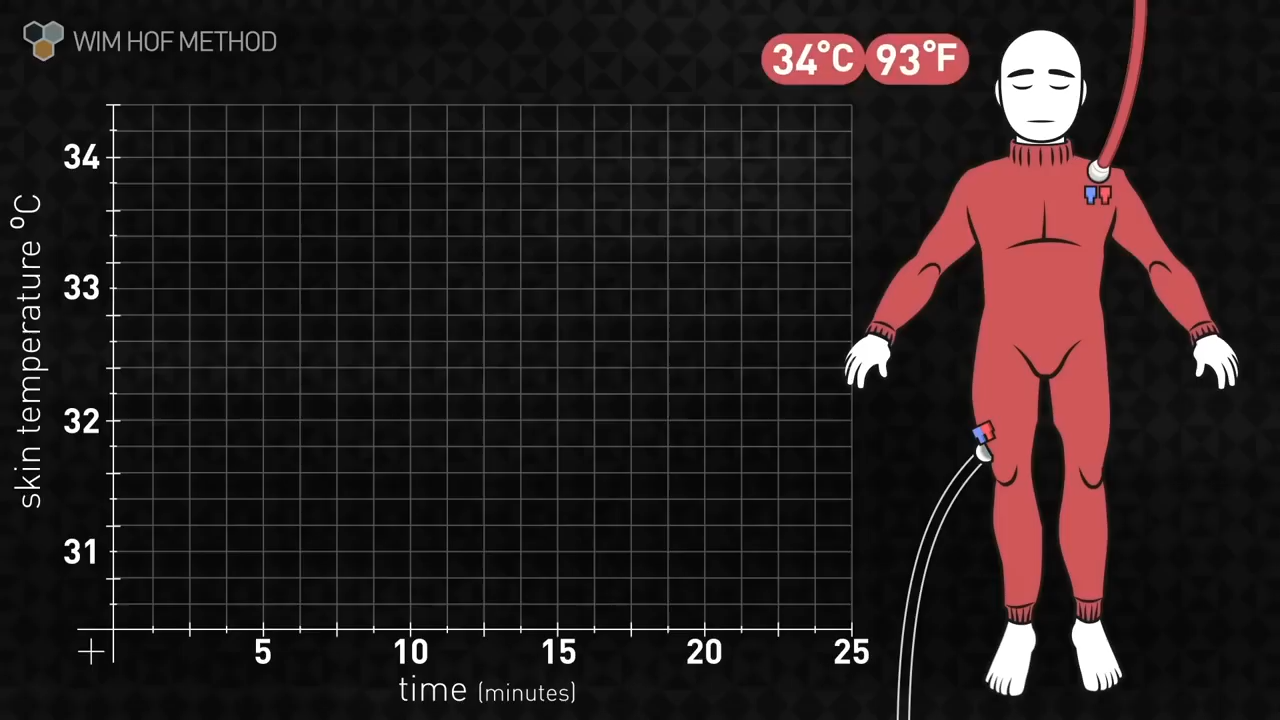 WIM HOF METHOD
34°C 93°F
skin temperature °C
34
33
32
31
5 10 15 20 25
time (minutes)